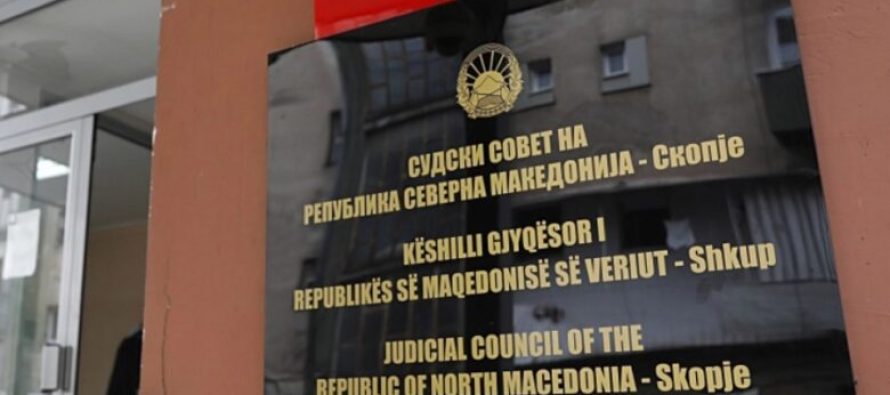 СУДСКИ СОВЕТ НА
РЕПУБЛИКА СЕВЕРНА МАКЕДОНИЈА - Скопје
KËSHILLI GJYQËSOR I
REPUBLIKËS SË MAQEDONISË SË VERIUT - Shkup
JUDICIAL COUNCIL OF THE
REPUBLIC OF NORTH MACEDONIA - Skopje